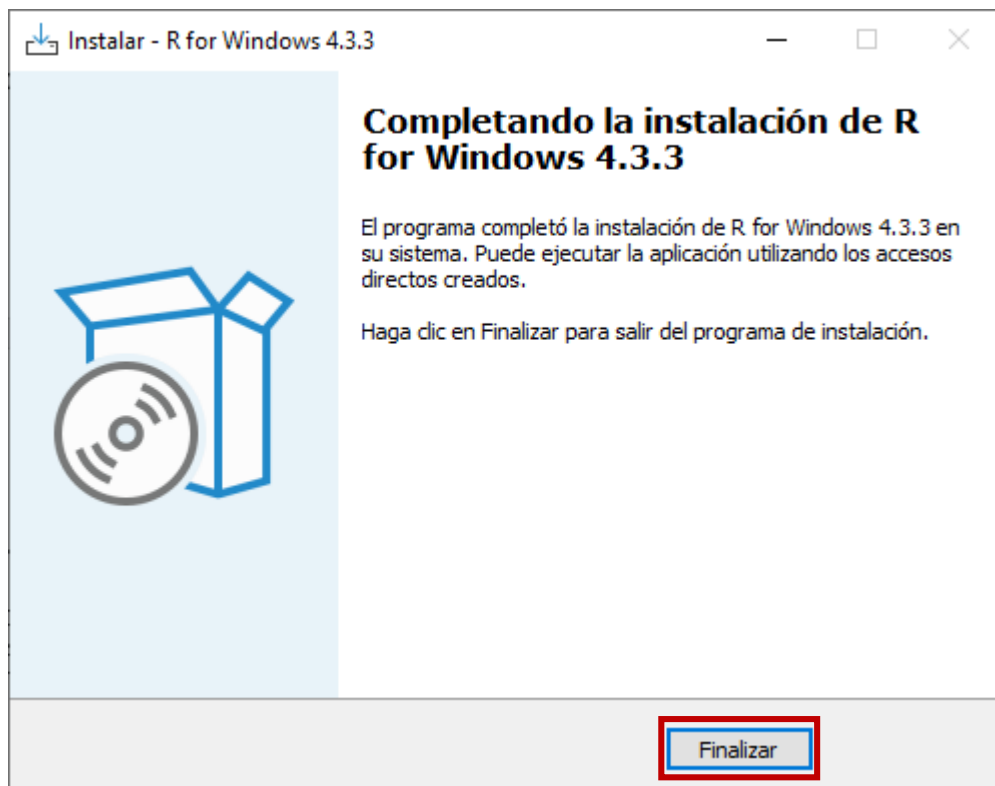 Instalar - R for Windows 4.3.3
Completando la instalación de R
for Windows 4.3.3
El programa completó la instalación de R for Windows 4.3.3 en
su sistema. Puede ejecutar la aplicación utilizando los accesos
directos creados.
Haga clic en Finalizar para salir del programa de instalación.
Finalizar